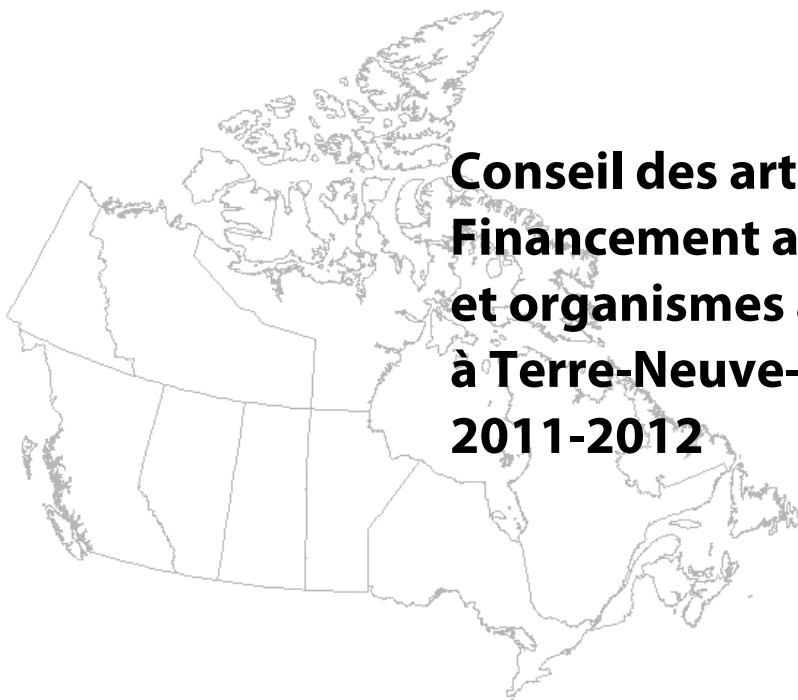 Conseil des art
Financement a
et organismes a
à Terre-Neuve-
2011-2012